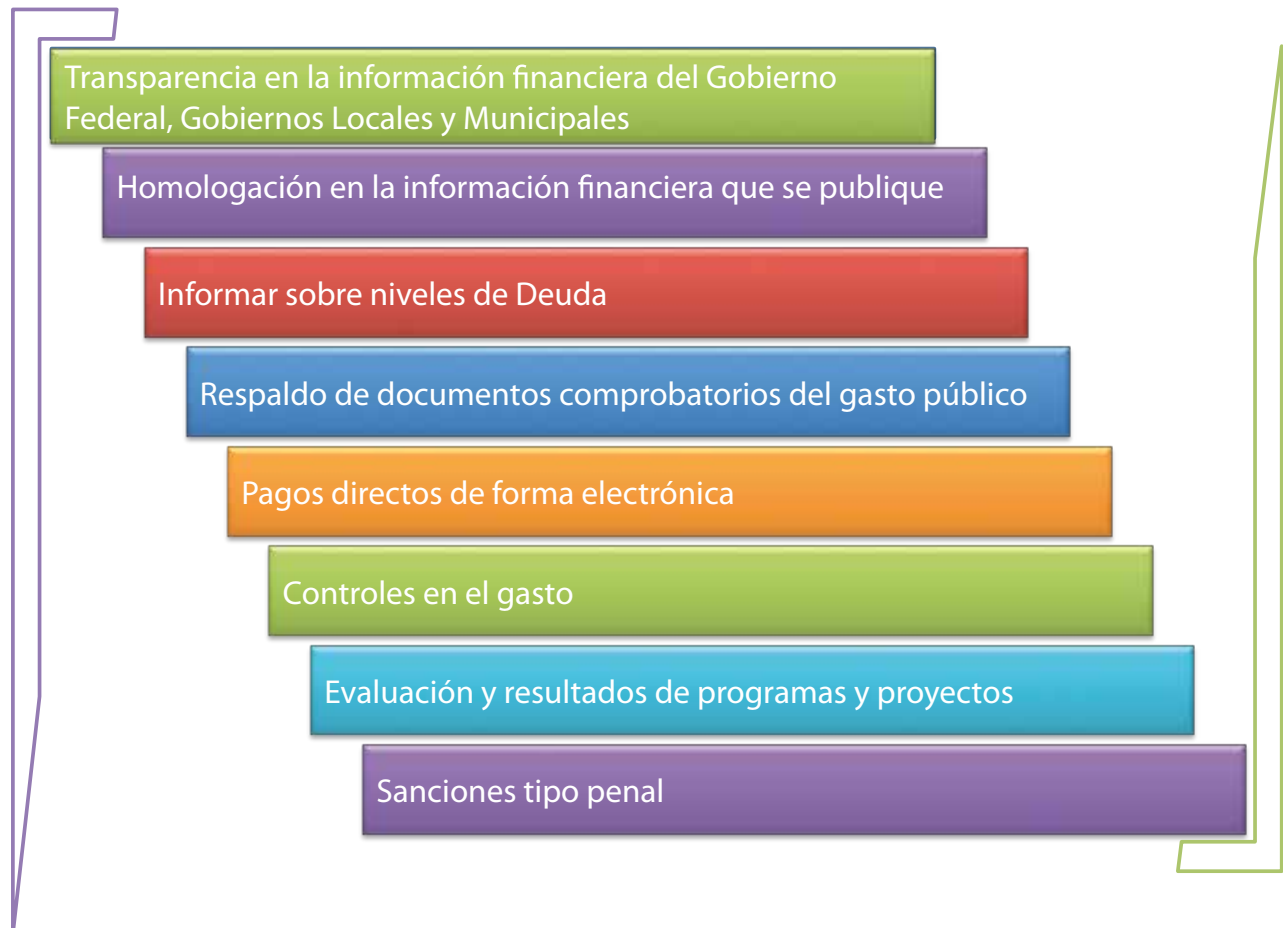 Transparencia en la información financiera del Gobierno
Federal, Gobiernos Locales y Municipales
Homologación en la información financiera que se publique
Informar sobre niveles de Deuda
Respaldo de documentos comprobatorios del gasto público
Pagos directos de forma electrónica
Controles en el gasto
Evaluación y resultados de programas y proyectos
Sanciones tipo penal